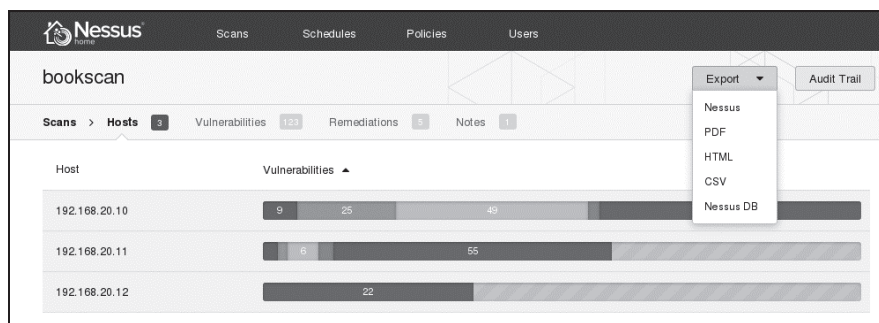 Nessus
home
Scans Schedules Policies Users
bookscan
Export Audit Trail
Nessus
PDF
HTML
CSV
Nessus DB
Scans > Hosts 3 Vulnerabilities 123 Remediations 5 Notes 1
Host Vulnerabilities
192.168.20.10 9 25 49
192.168.20.11 6 55
192.168.20.12 22